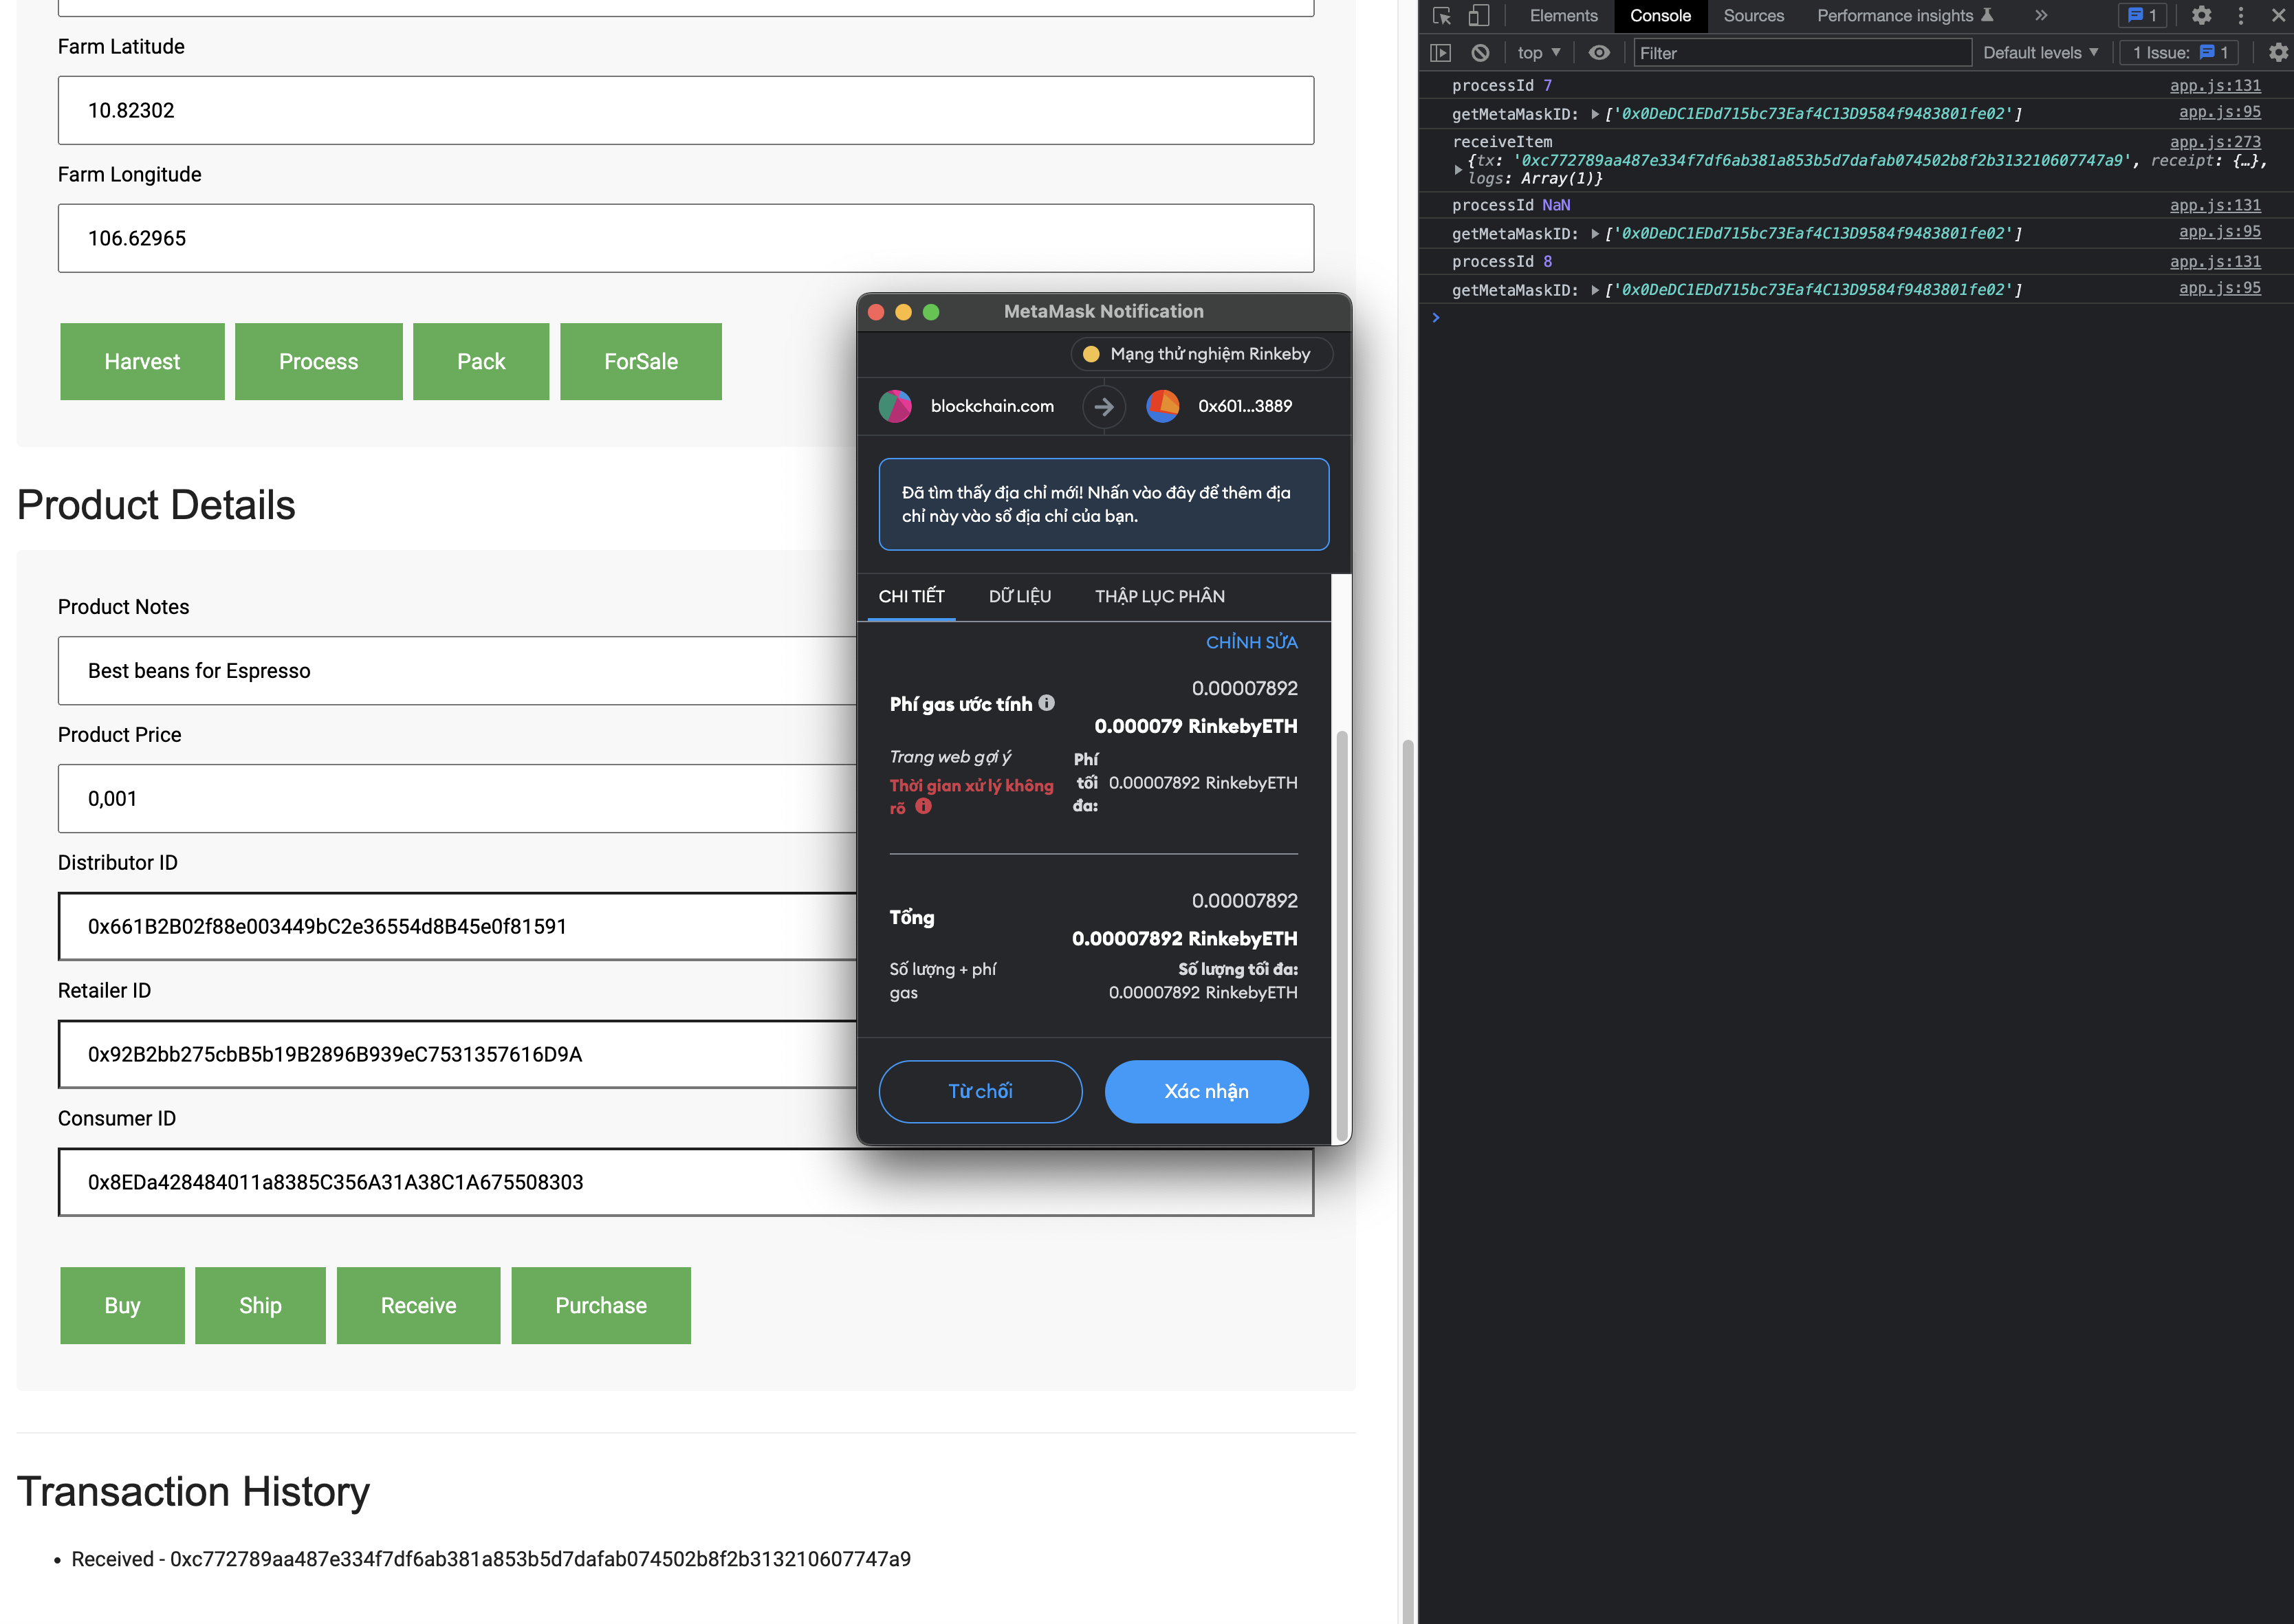 Farm Latitude
10.82302
Farm Longitude
106.62965
Harvest
Process
Pack
ForSale
Product Details
Product Notes
Best beans for Espresso
Product Price
0,001
Distributor ID
0x661B2B02f88e003449bC2e36554d8B45e0f81591
Retailer ID
0x92B2bb275cbB5b19B2896B939eC7531357616D9A
Consumer ID
0x8EDa428484011a8385C356A31A38C1A675508303
Buy
Ship
Receive
Purchase
Transaction History
• Received - 0xc772789aa487e334f7df6ab381a853b5d7dafab074502b8f2b313210607747a9
MetaMask Notification
Mạng thử nghiệm Rinkeby
blockchain.com
0x601...3889
Đã tìm thấy địa chỉ mới! Nhấn vào đây để thêm địa
chỉ này vào sổ địa chỉ của bạn.
CHI TIẾT
DỮ LIỆU
THẬP LỤC PHÂN
CHỈNH SỬA
Phí gas ước tính
0.00007892
0.000079 RinkebyETH
Trang web gợi ý
Thời gian xử lý không
rõ
Phí
tối
đa:
0.00007892 RinkebyETH
Tổng
0.00007892
0.00007892 RinkebyETH
Số lượng + phí
gas
Số lượng tối đa:
0.00007892 RinkebyETH
Từ chối
Xác nhận
Elements
Console
Sources
Performance insights
1
top
Filter
Default levels
1 Issue: 1
processId 7 app.js:131
getMetaMaskID: ['0x0DeDC1EDd715bc73Eaf4C13D9584f9483801fe02'] app.js:95
receiveItem app.js:273
{tx: '0xc772789aa487e334f7df6ab381a853b5d7dafab074502b8f2b313210607747a9', receipt: {…},
logs: Array(1)}
processId NaN app.js:131
getMetaMaskID: ['0x0DeDC1EDd715bc73Eaf4C13D9584f9483801fe02'] app.js:95
processId 8 app.js:131
getMetaMaskID: ['0x0DeDC1EDd715bc73Eaf4C13D9584f9483801fe02'] app.js:95